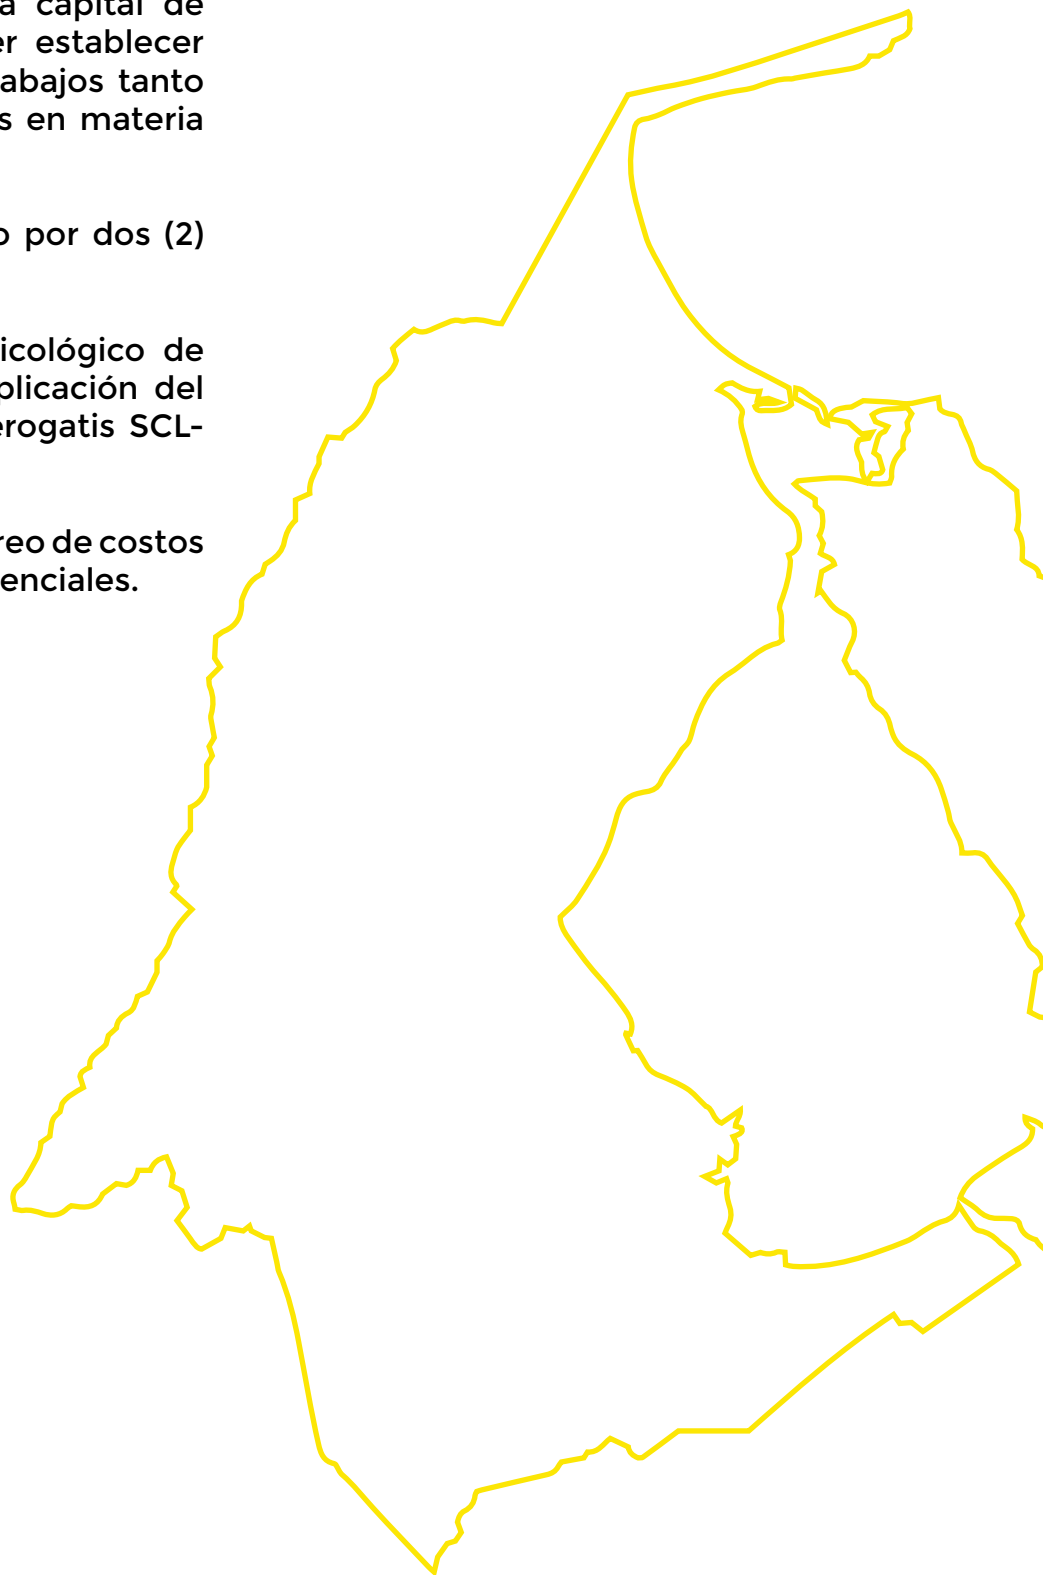 a capital de
er establecer
abajos tanto
s en materia
o por dos (2)
icológico de
plicación del
erogatis SCL-
reo de costos
enciales.